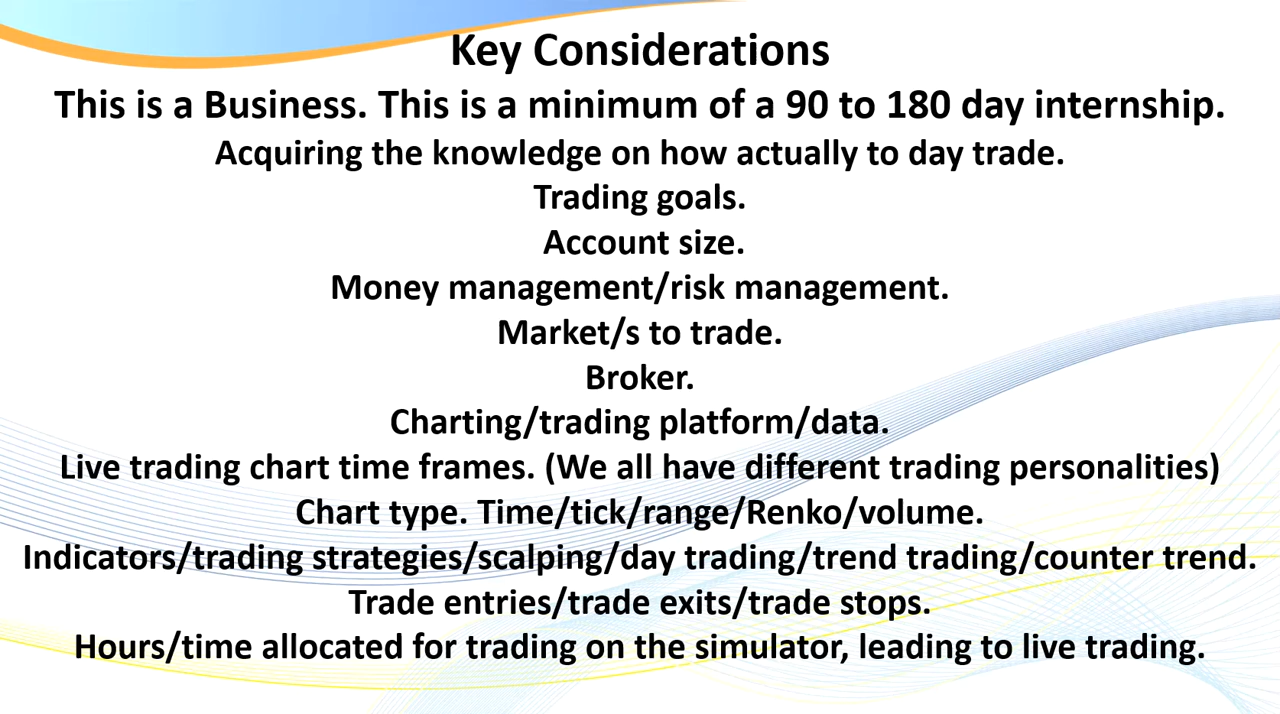 Key Considerations
This is a Business. This is a minimum of a 90 to 180 day internship.
Acquiring the knowledge on how actually to day trade.
Trading goals.
Account size.
Money management/risk management.
Market/s to trade.
Broker.
Charting/trading platform/data.
Live trading chart time frames. (We all have different trading personalities)
Chart type. Time/tick/range/Renko/volume.
Indicators/trading strategies/scalping/day trading/trend trading/counter trend.
Trade entries/trade exits/trade stops.
Hours/time allocated for trading on the simulator, leading to live trading.